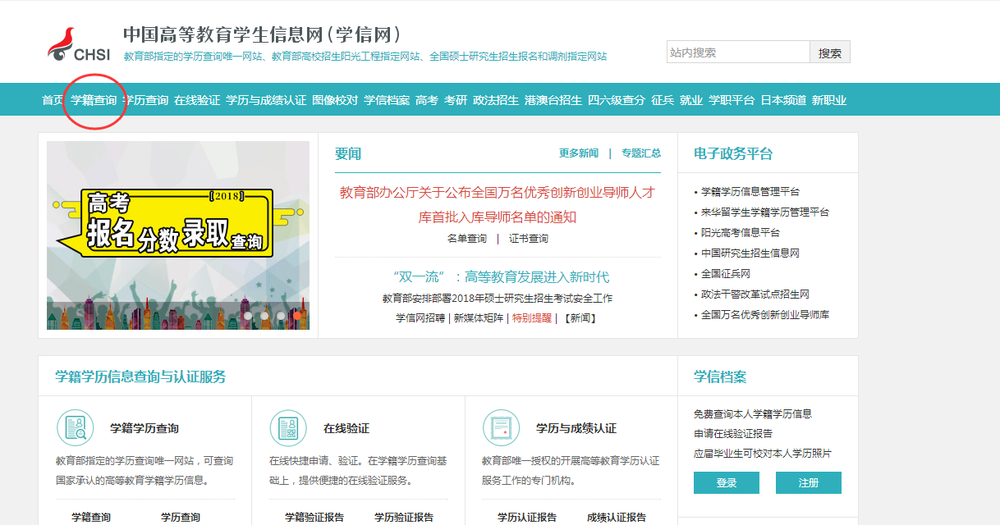 中国高等教育学生信息网(学信网)
CHSI
教育部指定的学历查询唯一网站、教育部高校招生阳光工程指定网站、全国硕士研究生招生报名和调剂指定网站
站内搜索 搜索
首页 学籍查询 学历查询 在线验证 学历与成绩认证 图像校对 学信档案 高考 考研 政法招生 港澳台招生 四六级查分 征兵 就业 学职平台 日本频道 新职业
高考 【2018】
报名分数录取查询
要闻 更多新闻 | 专题汇总
教育部办公厅关于公布全国万名优秀创新创业导师人才
库首批入库导师名单的通知
名单查询 | 证书查询
“双一流”：高等教育发展进入新时代
教育部安排部署2018年硕士研究生招生考试安全工作
学信网招聘 | 新媒体矩阵 | 特别提醒 | 【新闻】
电子政务平台
• 学籍学历信息管理平台
• 来华留学生学籍学历管理平台
• 阳光高考信息平台
• 中国研究生招生信息网
• 全国征兵网
• 政法干警改革试点招生网
• 全国万名优秀创新创业导师库
学籍学历信息查询与认证服务
学籍学历查询
教育部指定的学历查询唯一网站，可查询
国家承认的高等教育学籍学历信息。
学籍查询 学历查询
在线验证
在线快捷申请、验证。在学籍学历查询基
础上，提供便捷的在线验证服务。
学籍验证报告 学历验证报告
学历与成绩认证
教育部唯一授权的开展高等教育学历认证
服务工作的专门机构。
学历认证报告 成绩认证报告
学信档案
免费查询本人学籍学历信息
申请在线验证报告
应届毕业生可校对本人学历照片
登录 注册